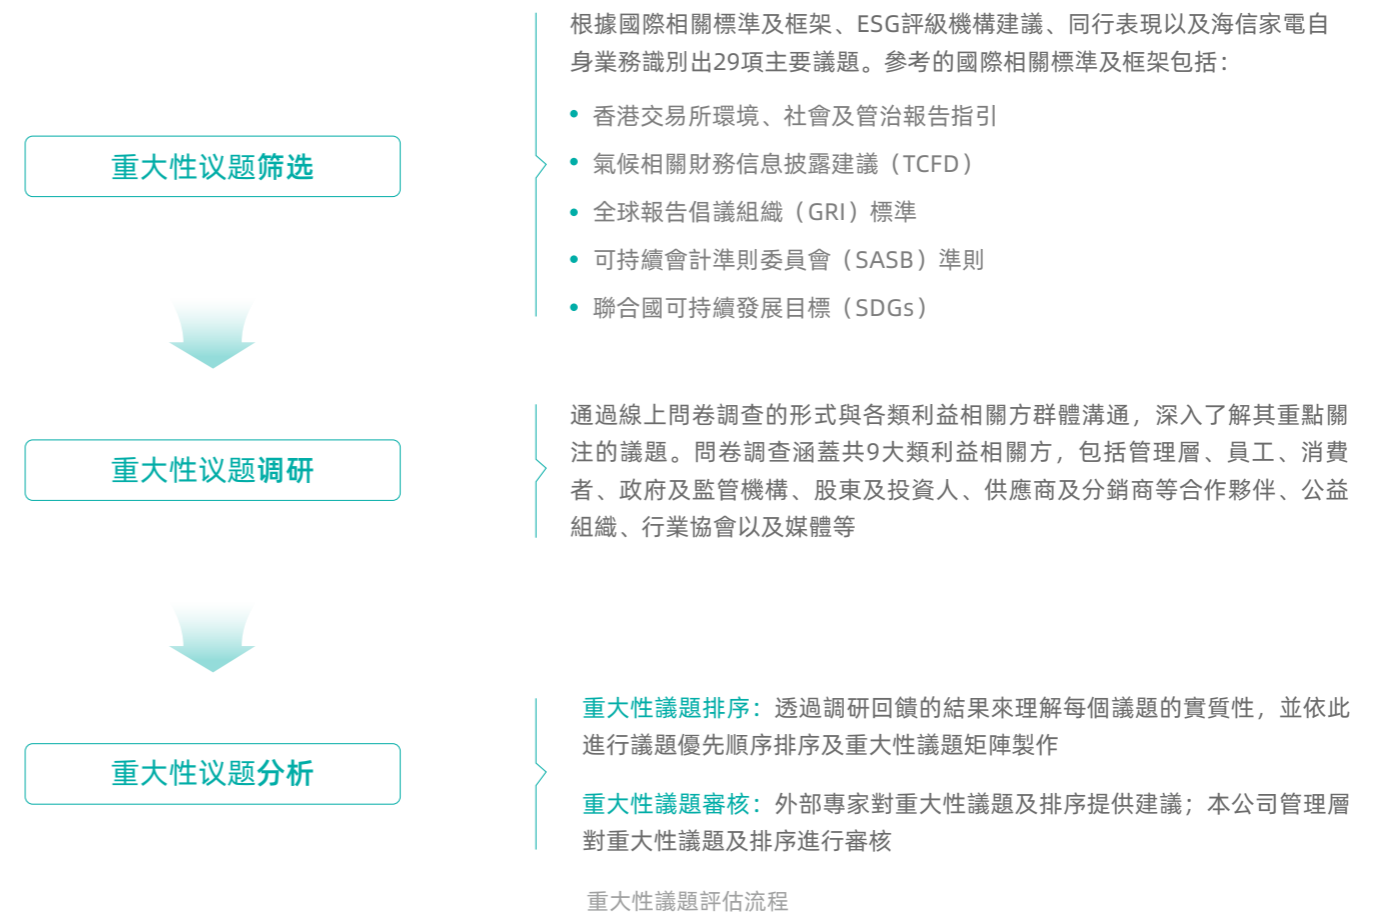 根據國際相關標準及框架、ESG評級機構建議、同行表現以及海信家電自
身業務識別出29項主要議題。參考的國際相關標準及框架包括：
• 香港交易所環境、社會及管治報告指引
重大性议题筛选
• 氣候相關財務信息披露建議（TCFD）
• 全球報告倡議組織（GRI）標準
• 可持續會計準則委員會（SASB）準則
• 聯合國可持續發展目標（SDGs）
通過線上問卷調查的形式與各類利益相關方群體溝通，深入了解其重點關
注的議題。問卷調查涵蓋共9大類利益相關方，包括管理層、員工、消費
重大性议题调研
者、政府及監管機構、股東及投資人、供應商及分銷商等合作夥伴、公益
組織、行業協會以及媒體等
重大性議題排序：透過調研回饋的結果來理解每個議題的實質性，並依此
進行議題優先順序排序及重大性議題矩陣製作
重大性议题分析
重大性議題審核：外部專家對重大性議題及排序提供建議；本公司管理層
對重大性議題及排序進行審核
重大性議題評估流程